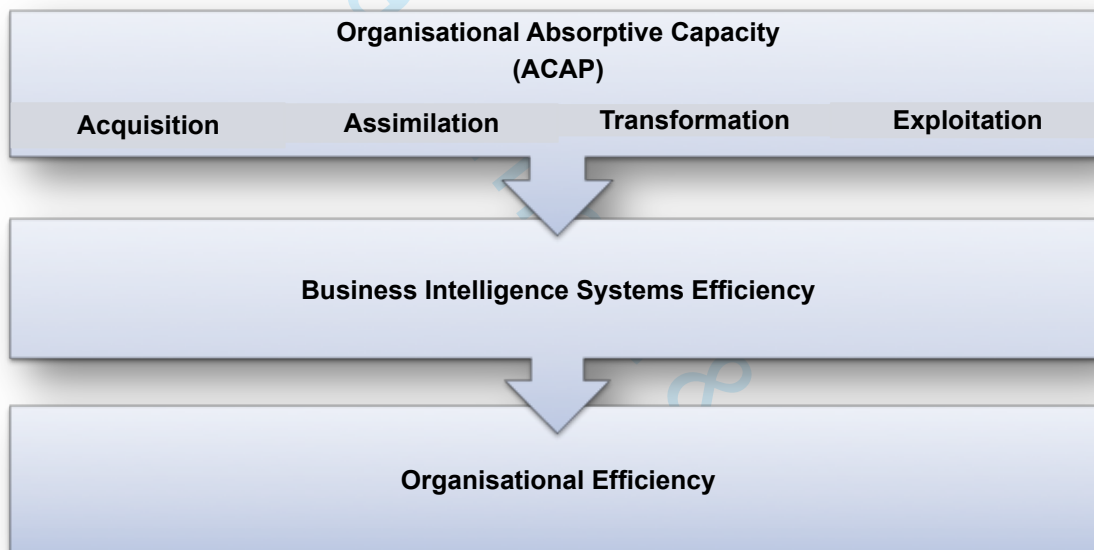 Organisational Absorptive Capacity
(ACAP)
Acquisition Assimilation Transformation Exploitation
Business Intelligence Systems Efficiency
Organisational Efficiency